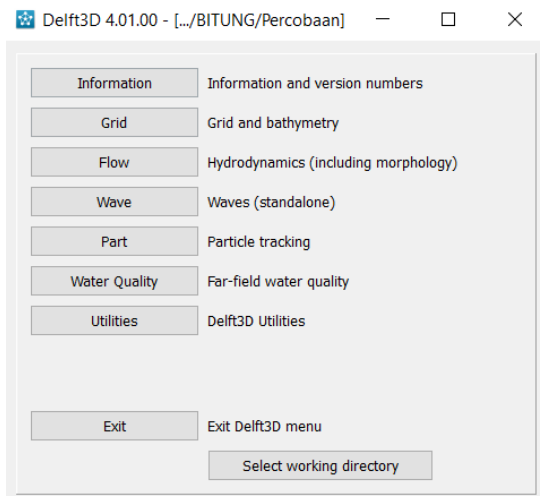 Delft3D 4.01.00 - [.../BITUNG/Percobaan]
Information Information and version numbers
Grid Grid and bathymetry
Flow Hydrodynamics (including morphology)
Wave Waves (standalone)
Part Particle tracking
Water Quality Far-field water quality
Utilities Delft3D Utilities
Exit Exit Delft3D menu
Select working directory